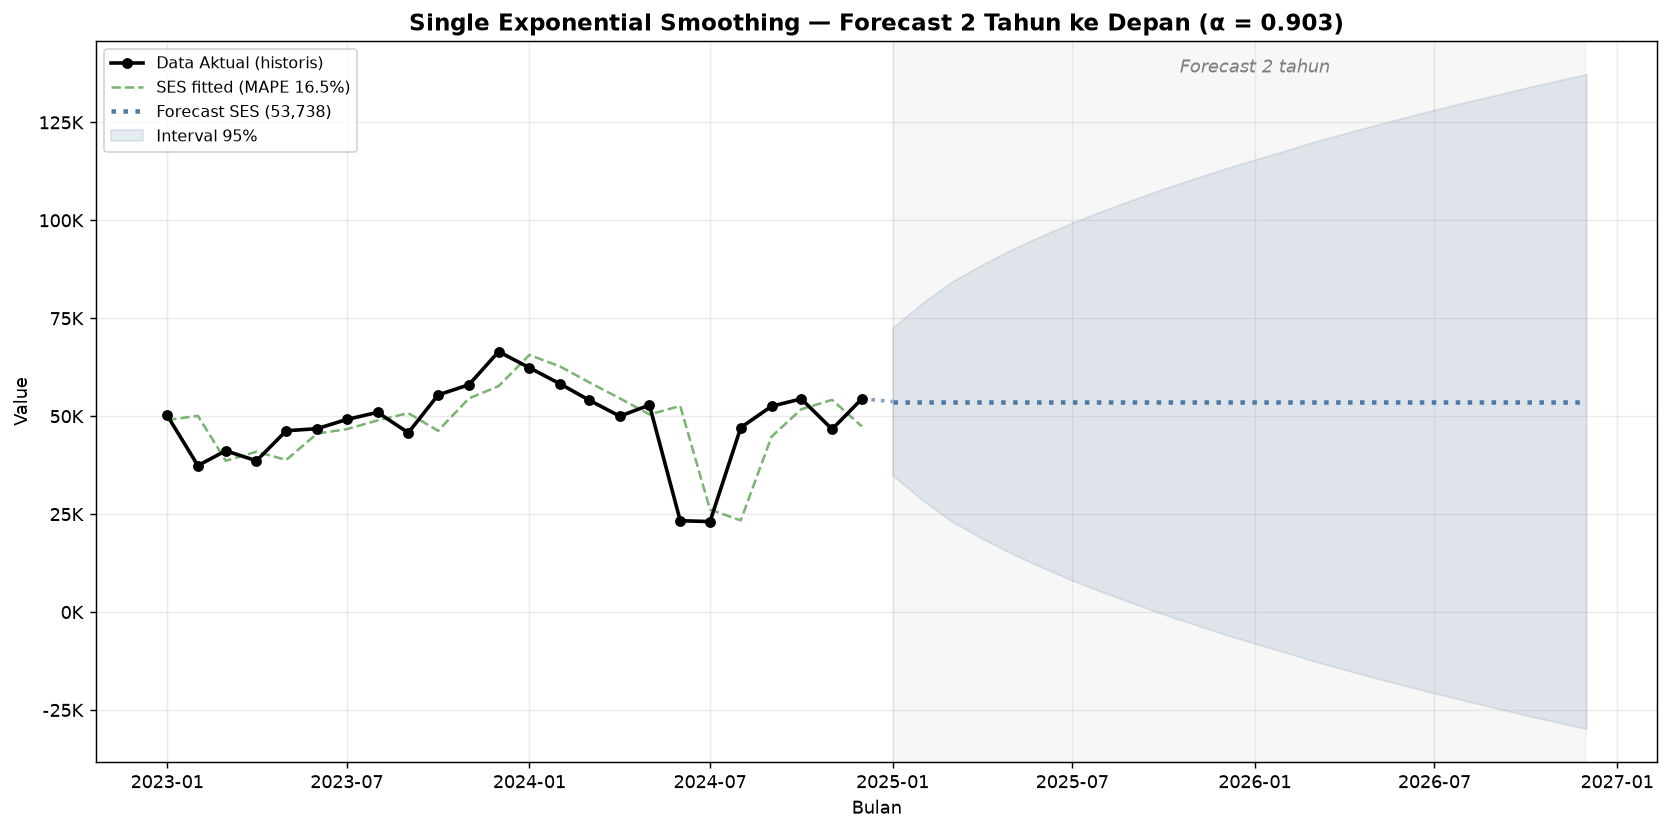 Single Exponential Smoothing — Forecast 2 Tahun ke Depan (α = 0.903)
Data Aktual (historis)
SES fitted (MAPE 16.5%)
Forecast SES (53,738)
Interval 95%
Forecast 2 tahun
125K
100K
75K
50K
25K
0K
-25K
Value
2023-01
2023-07
2024-01
2024-07
2025-01
2025-07
2026-01
2026-07
2027-01
Bulan